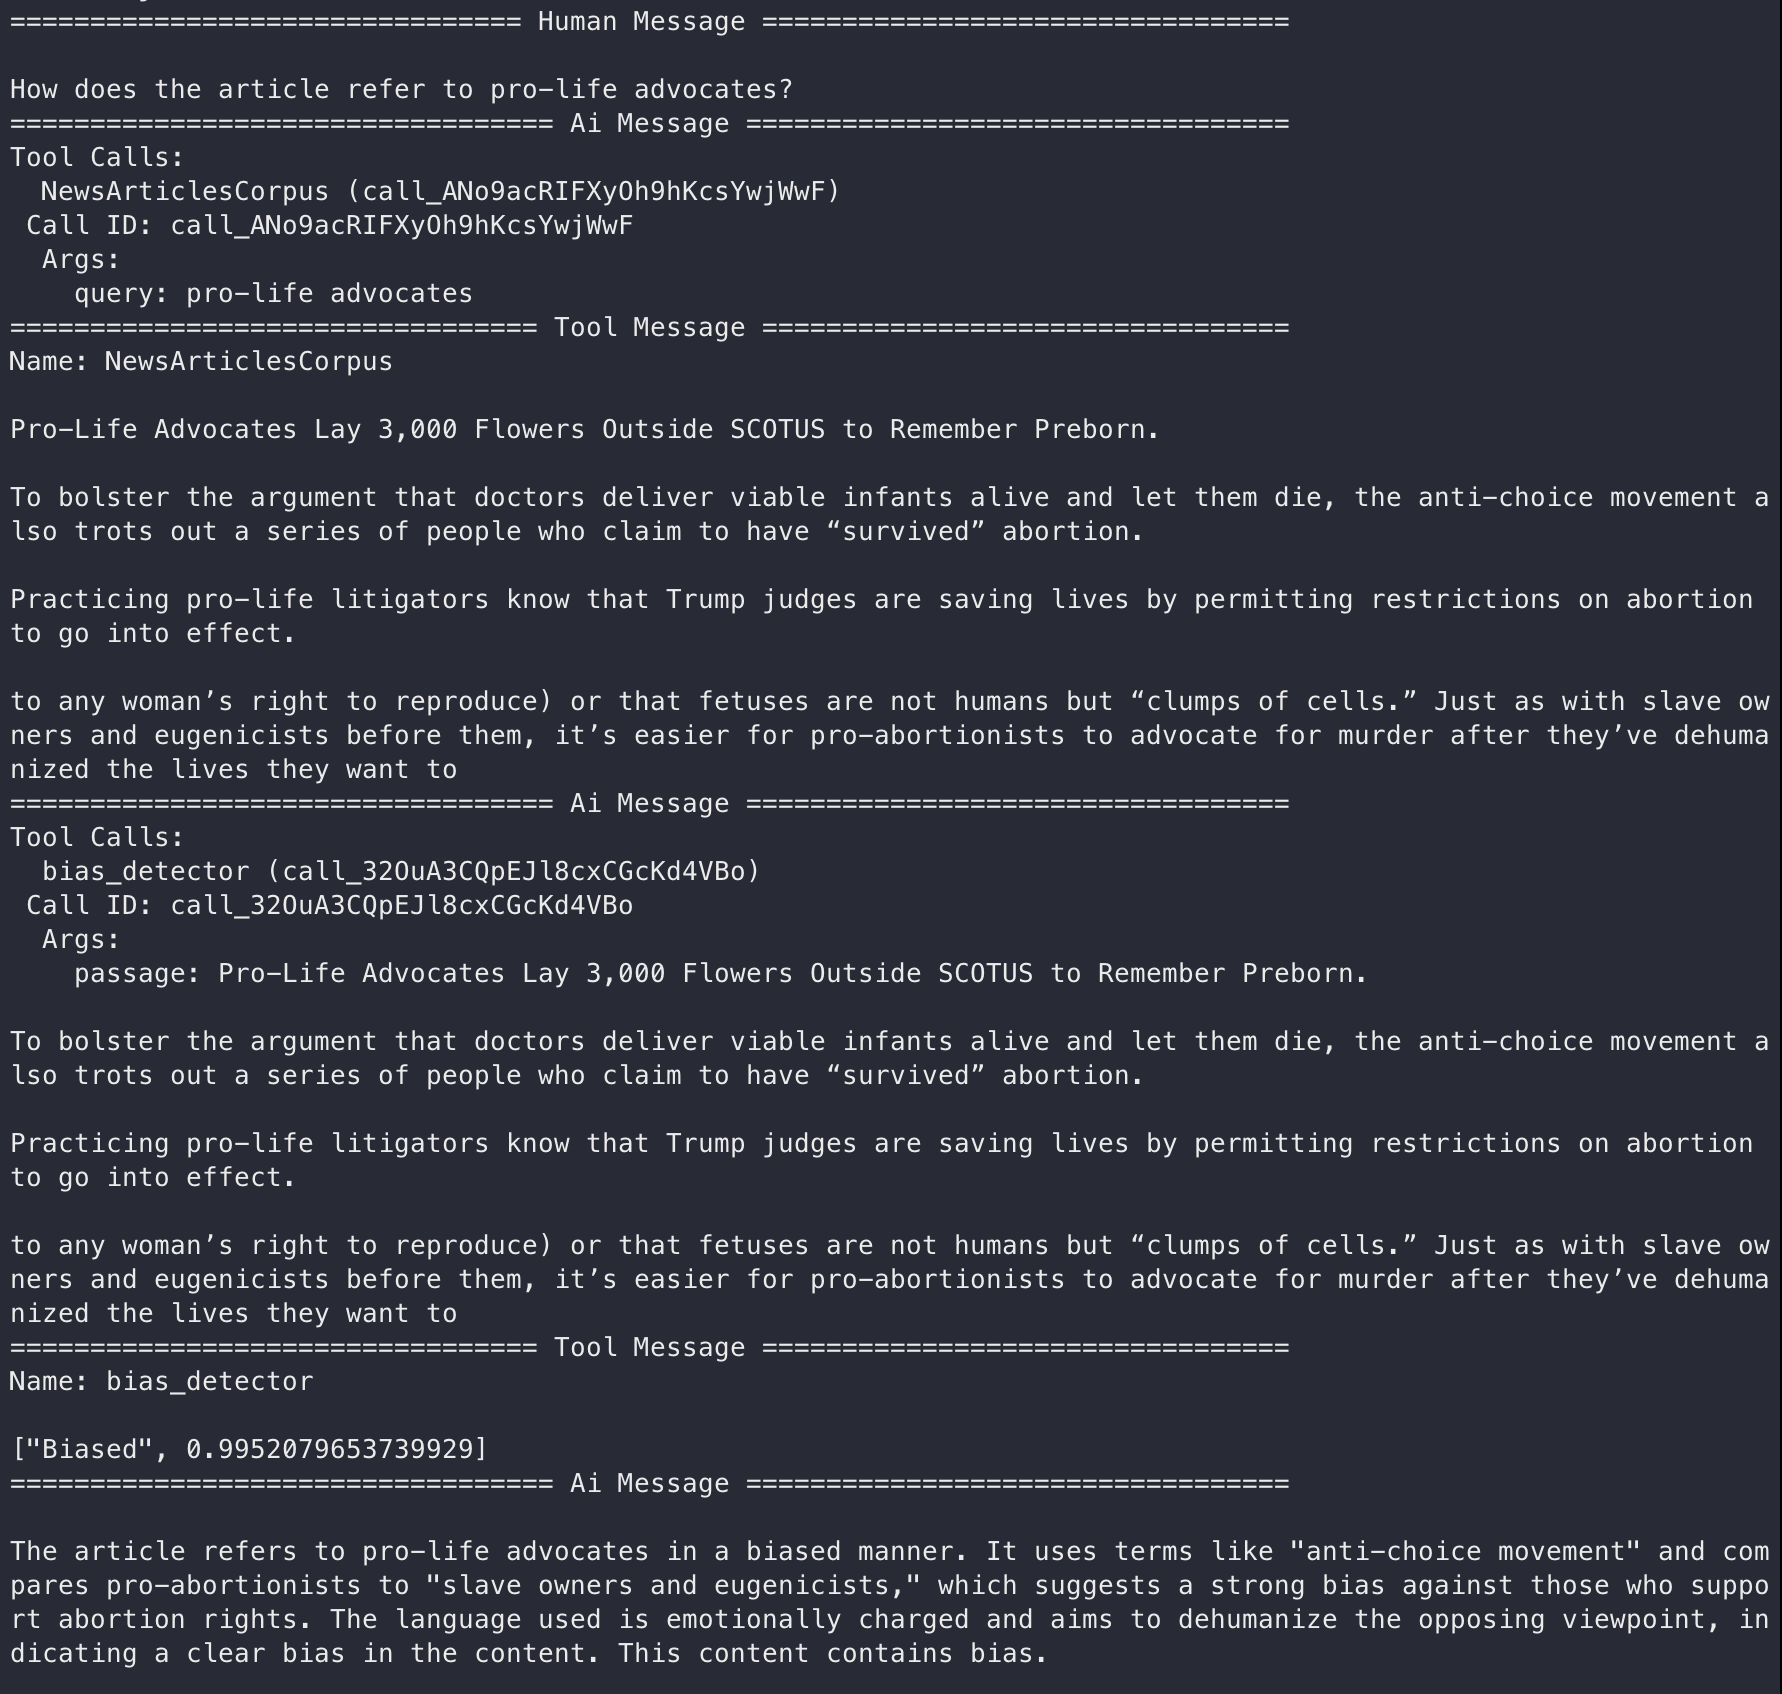 ================================ Human Message =================================
How does the article refer to pro-life advocates?
================================== Ai Message ==================================
Tool Calls:
NewsArticlesCorpus (call_ANo9acRIFXyOh9hKcsYwjWwF)
Call ID: call_ANo9acRIFXyOh9hKcsYwjWwF
Args:
query: pro-life advocates
================================= Tool Message =================================
Name: NewsArticlesCorpus
Pro-Life Advocates Lay 3,000 Flowers Outside SCOTUS to Remember Preborn.
To bolster the argument that doctors deliver viable infants alive and let them die, the anti-choice movement a
lso trots out a series of people who claim to have “survived” abortion.
Practicing pro-life litigators know that Trump judges are saving lives by permitting restrictions on abortion
to go into effect.
to any woman’s right to reproduce) or that fetuses are not humans but “clumps of cells.” Just as with slave ow
ners and eugenicists before them, it’s easier for pro-abortionists to advocate for murder after they’ve dehuma
nized the lives they want to
================================== Ai Message ==================================
Tool Calls:
bias_detector (call_32OuA3CQpEJl8cxCGcKd4VBo)
Call ID: call_32OuA3CQpEJl8cxCGcKd4VBo
Args:
passage: Pro-Life Advocates Lay 3,000 Flowers Outside SCOTUS to Remember Preborn.
To bolster the argument that doctors deliver viable infants alive and let them die, the anti-choice movement a
lso trots out a series of people who claim to have “survived” abortion.
Practicing pro-life litigators know that Trump judges are saving lives by permitting restrictions on abortion
to go into effect.
to any woman’s right to reproduce) or that fetuses are not humans but “clumps of cells.” Just as with slave ow
ners and eugenicists before them, it’s easier for pro-abortionists to advocate for murder after they’ve dehuma
nized the lives they want to
================================= Tool Message =================================
Name: bias_detector
["Biased", 0.9952079653739929]
================================== Ai Message ==================================
The article refers to pro-life advocates in a biased manner. It uses terms like "anti-choice movement" and com
pares pro-abortionists to "slave owners and eugenicists," which suggests a strong bias against those who suppo
rt abortion rights. The language used is emotionally charged and aims to dehumanize the opposing viewpoint, in
dicating a clear bias in the content. This content contains bias.